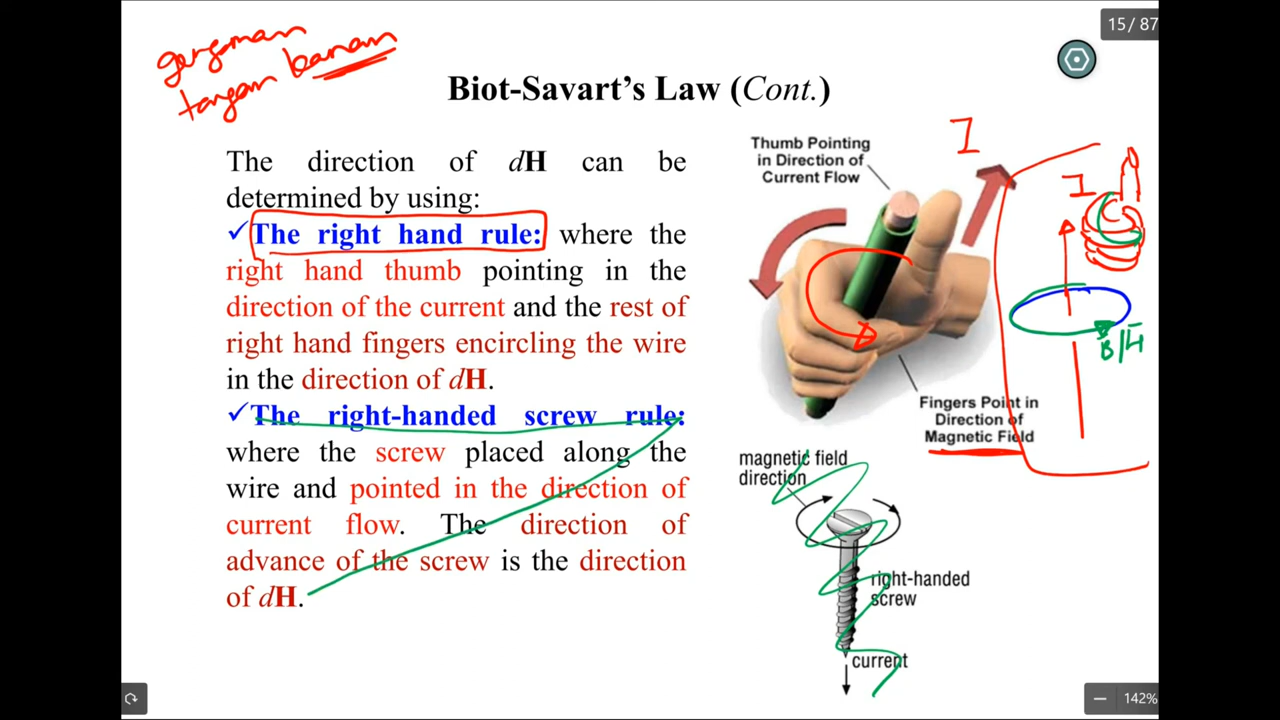 15 / 87
gengaman
tangan kanan
Biot-Savart’s Law (Cont.)
The direction of dH can be
determined by using:
✓The right hand rule: where the
right hand thumb pointing in the
direction of the current and the rest of
right hand fingers encircling the wire
in the direction of dH.
✓The right-handed screw rule:
where the screw placed along the
wire and pointed in the direction of
current flow. The direction of
advance of the screw is the direction
of dH.
Thumb Pointing
in Direction of
Current Flow
I
I
B/H
Fingers Point in
Direction of
Magnetic Field
magnetic field
direction
right-handed
screw
current
142%